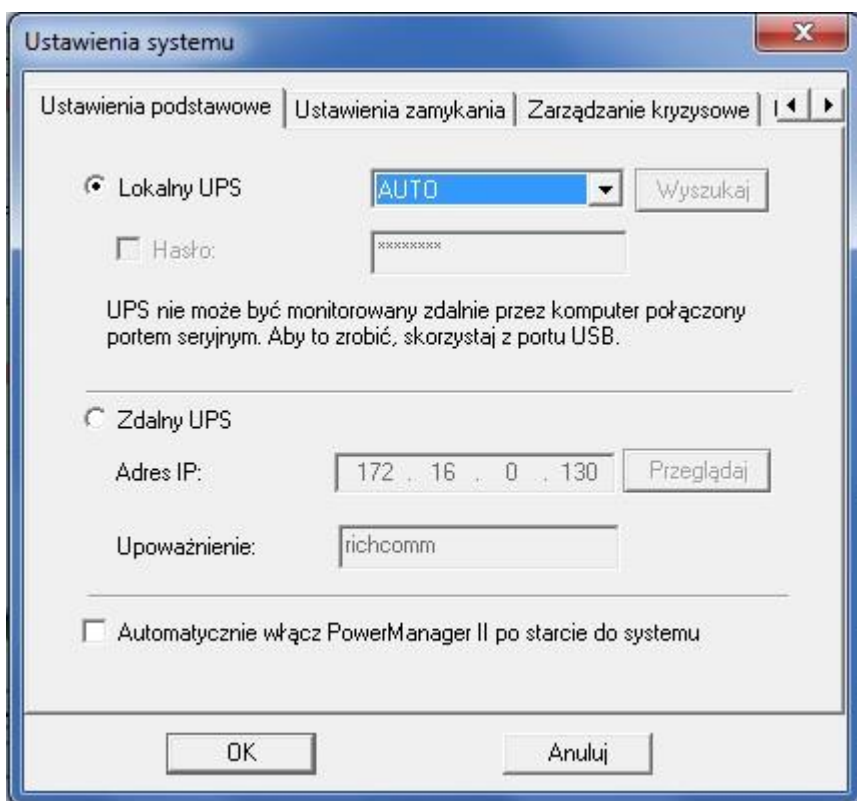 Ustawienia systemu
Ustawienia podstawowe Ustawienia zamykania Zarządzanie kryzysowe
Lokalny UPS AUTO Wyszukaj
Hasło: ********
UPS nie może być monitorowany zdalnie przez komputer połączony
portem seryjnym. Aby to zrobić, skorzystaj z portu USB.
Zdalny UPS
Adres IP: 172 . 16 . 0 . 130 Przeglądaj
Upoważnienie: richcomm
Automatycznie włącz PowerManager II po starcie do systemu
OK Anuluj